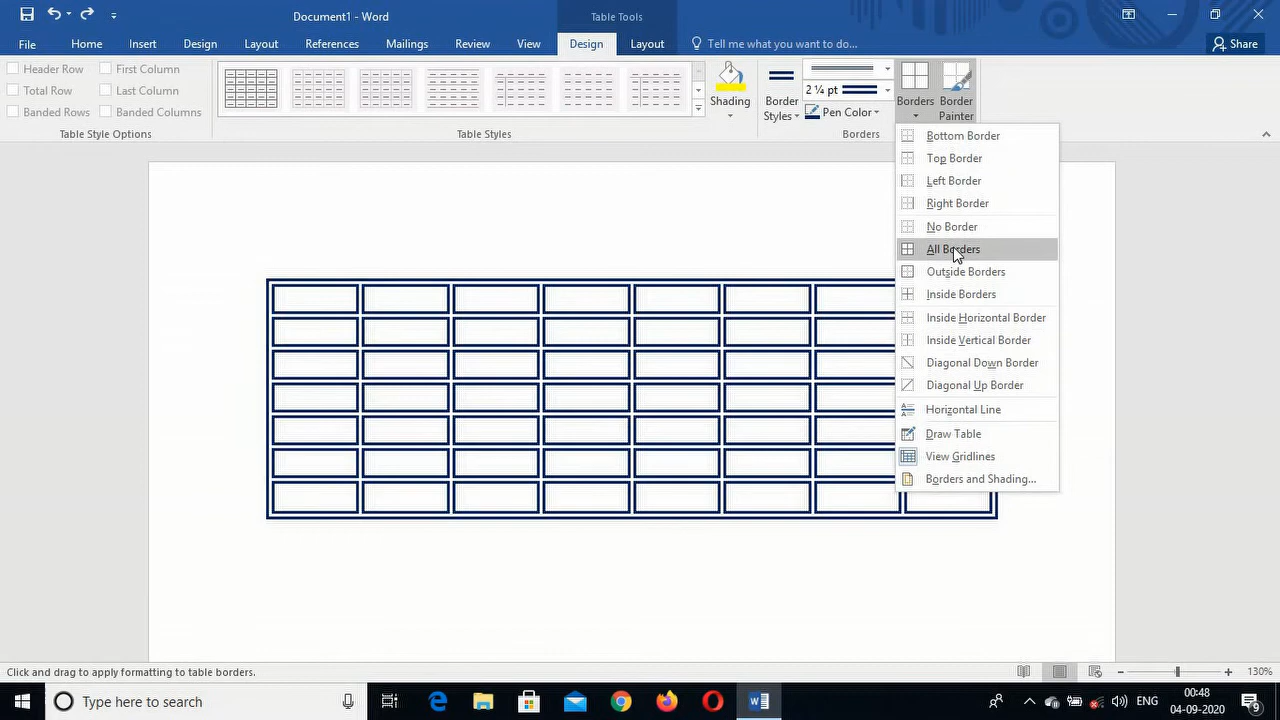 Document1 - Word
Table Tools
File
Home
Insert
Design
Layout
References
Mailings
Review
View
Design
Layout
Tell me what you want to do...
Share
Header Row
First Column
Total Row
Last Column
Banded Rows
Banded Columns
Table Style Options
Table Styles
Shading
Border
Styles
2 ¼ pt
Pen Color
Borders
Border
Painter
Borders
Bottom Border
Top Border
Left Border
Right Border
No Border
All Borders
Outside Borders
Inside Borders
Inside Horizontal Border
Inside Vertical Border
Diagonal Down Border
Diagonal Up Border
Horizontal Line
Draw Table
View Gridlines
Borders and Shading...
Click and drag to apply formatting to table borders.
130%
Type here to search
ENG
00:48
04-09-2020
9